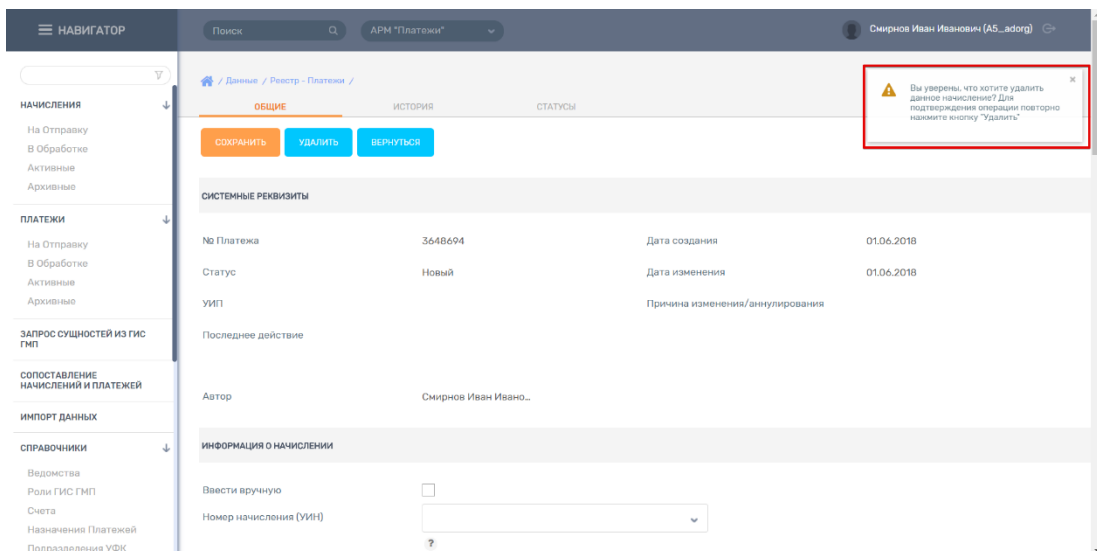 НАВИГАТОР
Поиск
АРМ "Платежи"
Смирнов Иван Иванович (A5_adorg)
/ Данные / Реестр - Платежи /
ОБЩИЕ
ИСТОРИЯ
СТАТУСЫ
Вы уверены, что хотите удалить
данное начисление? Для
подтверждения операции повторно
нажмите кнопку "Удалить"
СОХРАНИТЬ
УДАЛИТЬ
ВЕРНУТЬСЯ
НАЧИСЛЕНИЯ
На Отправку
В Обработке
Активные
Архивные
ПЛАТЕЖИ
На Отправку
В Обработке
Активные
Архивные
ЗАПРОС СУЩНОСТЕЙ ИЗ ГИС
ГМП
СОПОСТАВЛЕНИЕ
НАЧИСЛЕНИЙ И ПЛАТЕЖЕЙ
ИМПОРТ ДАННЫХ
СПРАВОЧНИКИ
Ведомства
Роли ГИС ГМП
Счета
Назначения Платежей
Подразделения УФК
СИСТЕМНЫЕ РЕКВИЗИТЫ
№ Платежа 3648694 Дата создания 01.06.2018
Статус Новый Дата изменения 01.06.2018
УИП Причина изменения/аннулирования
Последнее действие
Автор Смирнов Иван Ивано...
ИНФОРМАЦИЯ О НАЧИСЛЕНИИ
Ввести вручную
Номер начисления (УИН)
?